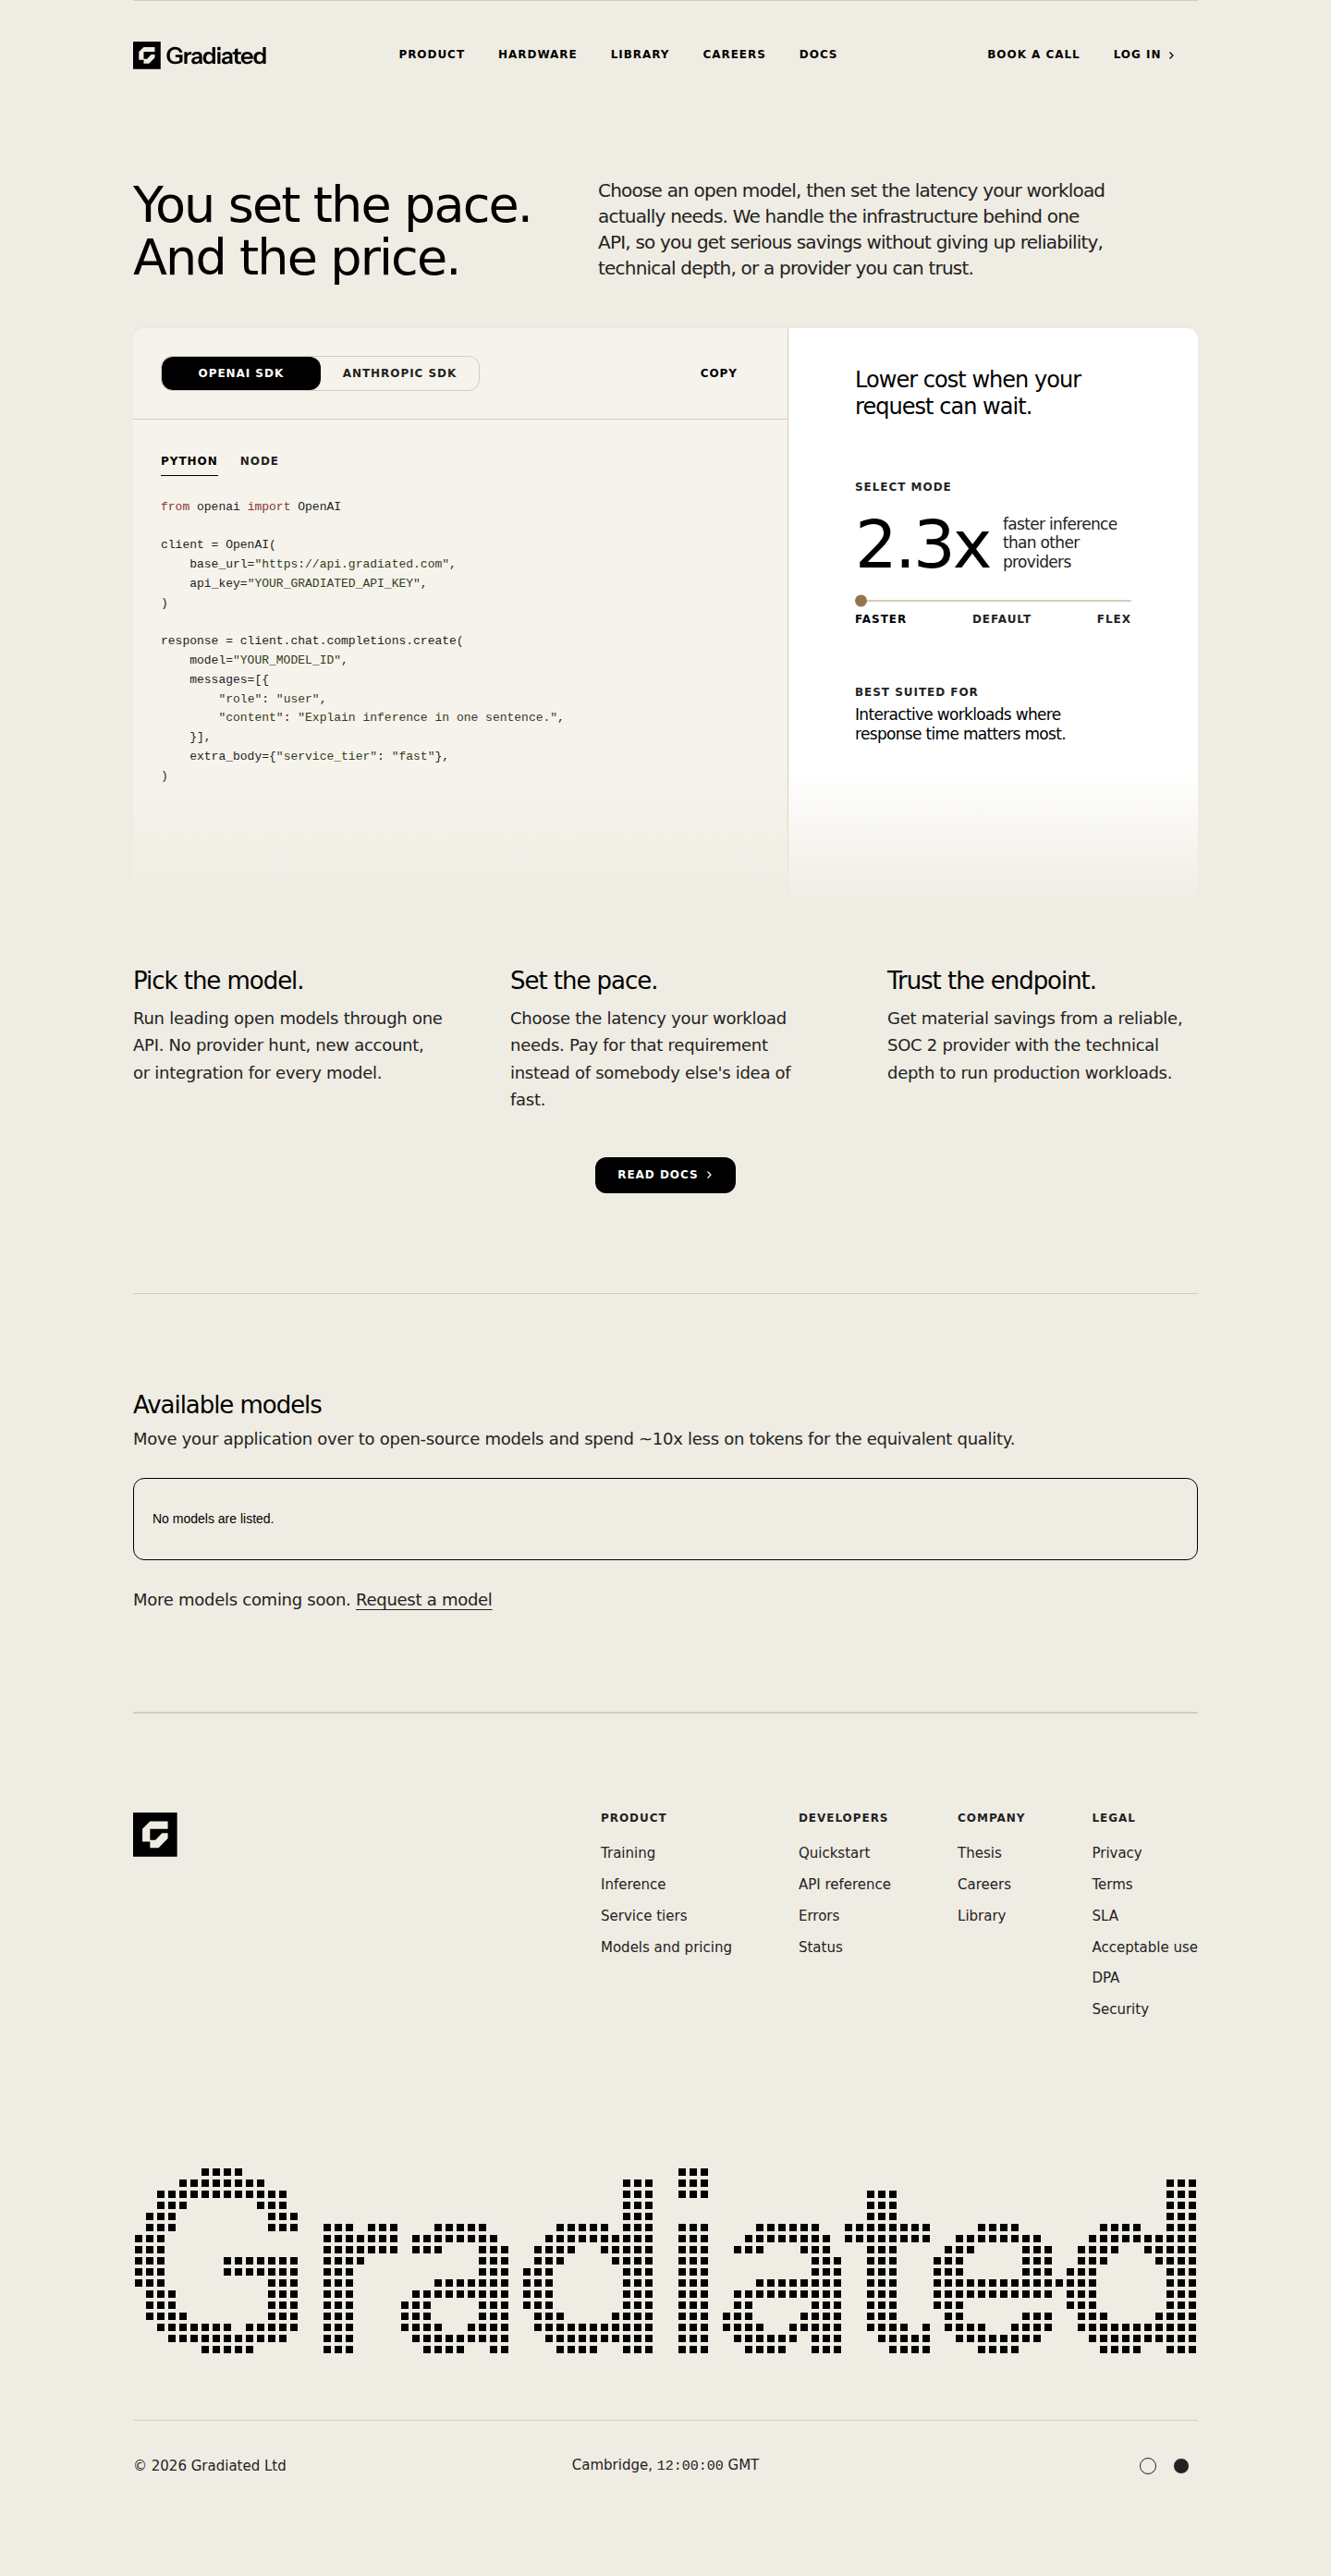 Gradiated
PRODUCT HARDWARE LIBRARY CAREERS DOCS
BOOK A CALL LOG IN
You set the pace.
And the price.
Choose an open model, then set the latency your workload
actually needs. We handle the infrastructure behind one
API, so you get serious savings without giving up reliability,
technical depth, or a provider you can trust.
OPENAI SDK ANTHROPIC SDK COPY
PYTHON NODE
from openai import OpenAI
client = OpenAI(
    base_url="https://api.gradiated.com",
    api_key="YOUR_GRADIATED_API_KEY",
)
response = client.chat.completions.create(
    model="YOUR_MODEL_ID",
    messages=[{
        "role": "user",
        "content": "Explain inference in one sentence.",
    }],
    extra_body={"service_tier": "fast"},
)
Lower cost when your
request can wait.
SELECT MODE
2.3x
faster inference
than other
providers
FASTER DEFAULT FLEX
BEST SUITED FOR
Interactive workloads where
response time matters most.
Pick the model.
Run leading open models through one
API. No provider hunt, new account,
or integration for every model.
Set the pace.
Choose the latency your workload
needs. Pay for that requirement
instead of somebody else's idea of
fast.
Trust the endpoint.
Get material savings from a reliable,
SOC 2 provider with the technical
depth to run production workloads.
READ DOCS
Available models
Move your application over to open-source models and spend ~10x less on tokens for the equivalent quality.
No models are listed.
More models coming soon. Request a model
PRODUCT
Training
Inference
Service tiers
Models and pricing
DEVELOPERS
Quickstart
API reference
Errors
Status
COMPANY
Thesis
Careers
Library
LEGAL
Privacy
Terms
SLA
Acceptable use
DPA
Security
Gradiated
© 2026 Gradiated Ltd
Cambridge, 12:00:00 GMT